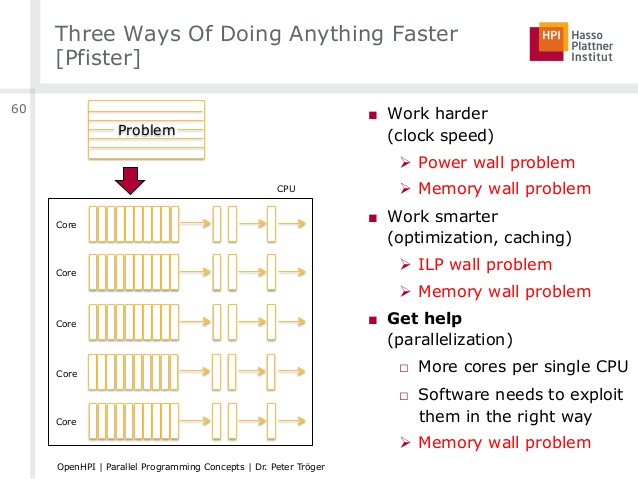 Three Ways Of Doing Anything Faster
[Pfister]
HPI
Hasso
Plattner
Institut
60
Problem
CPU
Core
Core
Core
Core
Core
■ Work harder
(clock speed)
➢ Power wall problem
➢ Memory wall problem
■ Work smarter
(optimization, caching)
➢ ILP wall problem
➢ Memory wall problem
■ Get help
(parallelization)
□ More cores per single CPU
□ Software needs to exploit
them in the right way
➢ Memory wall problem
OpenHPI | Parallel Programming Concepts | Dr. Peter Tröger